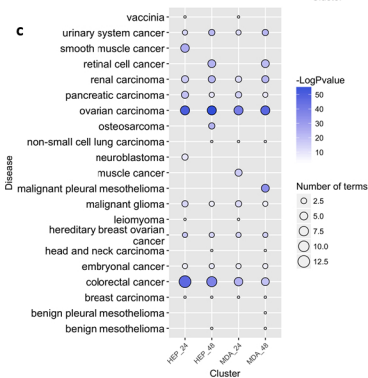 c
vaccinia
urinary system cancer
smooth muscle cancer
retinal cell cancer
renal carcinoma
pancreatic carcinoma
ovarian carcinoma
osteosarcoma
non-small cell lung carcinoma
neuroblastoma
muscle cancer
malignant pleural mesothelioma
malignant glioma
leiomyoma
hereditary breast ovarian
cancer
head and neck carcinoma
embryonal cancer
colorectal cancer
breast carcinoma
benign pleural mesothelioma
benign mesothelioma
Disease
HEP_24
HEP_48
MDA_24
MDA_48
Cluster
-LogPvalue
50
40
30
20
10
Number of terms
2.5
5.0
7.5
10.0
12.5